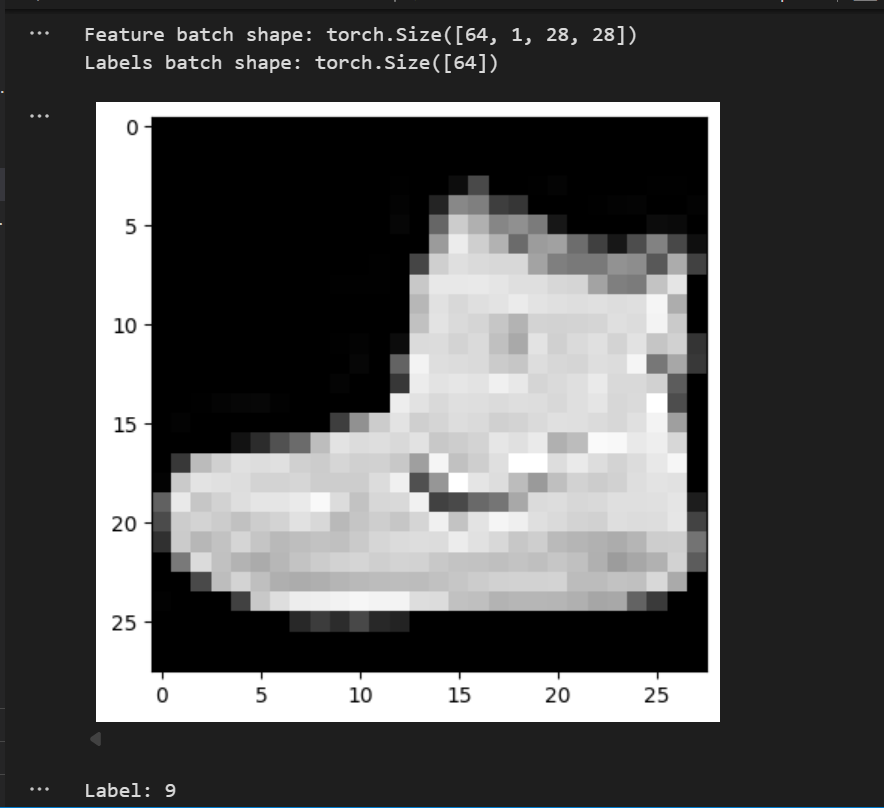 Feature batch shape: torch.Size([64, 1, 28, 28])
Labels batch shape: torch.Size([64])
0
5
10
15
20
25
0 5 10 15 20 25
Label: 9